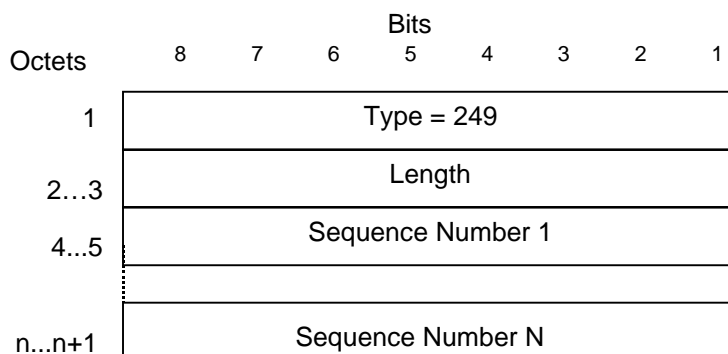 Bits
Octets 8 7 6 5 4 3 2 1
1 Type = 249
2…3 Length
4...5 Sequence Number 1
n...n+1 Sequence Number N